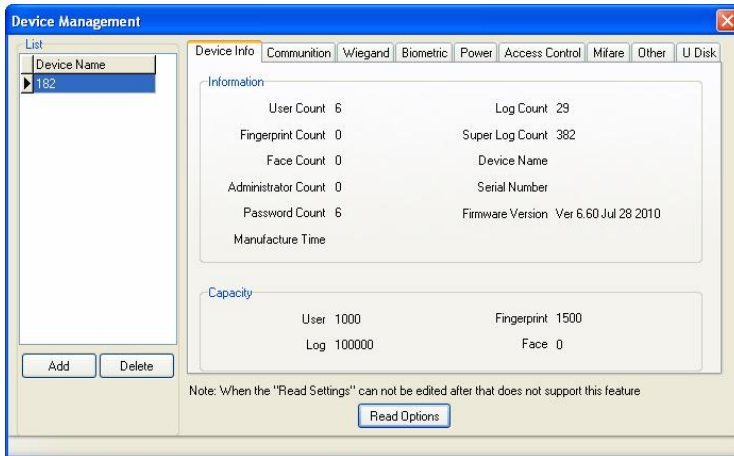 Device Management
List
Device Name
182
Add Delete
Device Info Communition Wiegand Biometric Power Access Control Mifare Other U Disk
Information
User Count 6 Log Count 29
Fingerprint Count 0 Super Log Count 382
Face Count 0 Device Name
Administrator Count 0 Serial Number
Password Count 6 Firmware Version Ver 6.60 Jul 28 2010
Manufacture Time
Capacity
User 1000 Fingerprint 1500
Log 100000 Face 0
Note: When the "Read Settings" can not be edited after that does not support this feature
Read Options